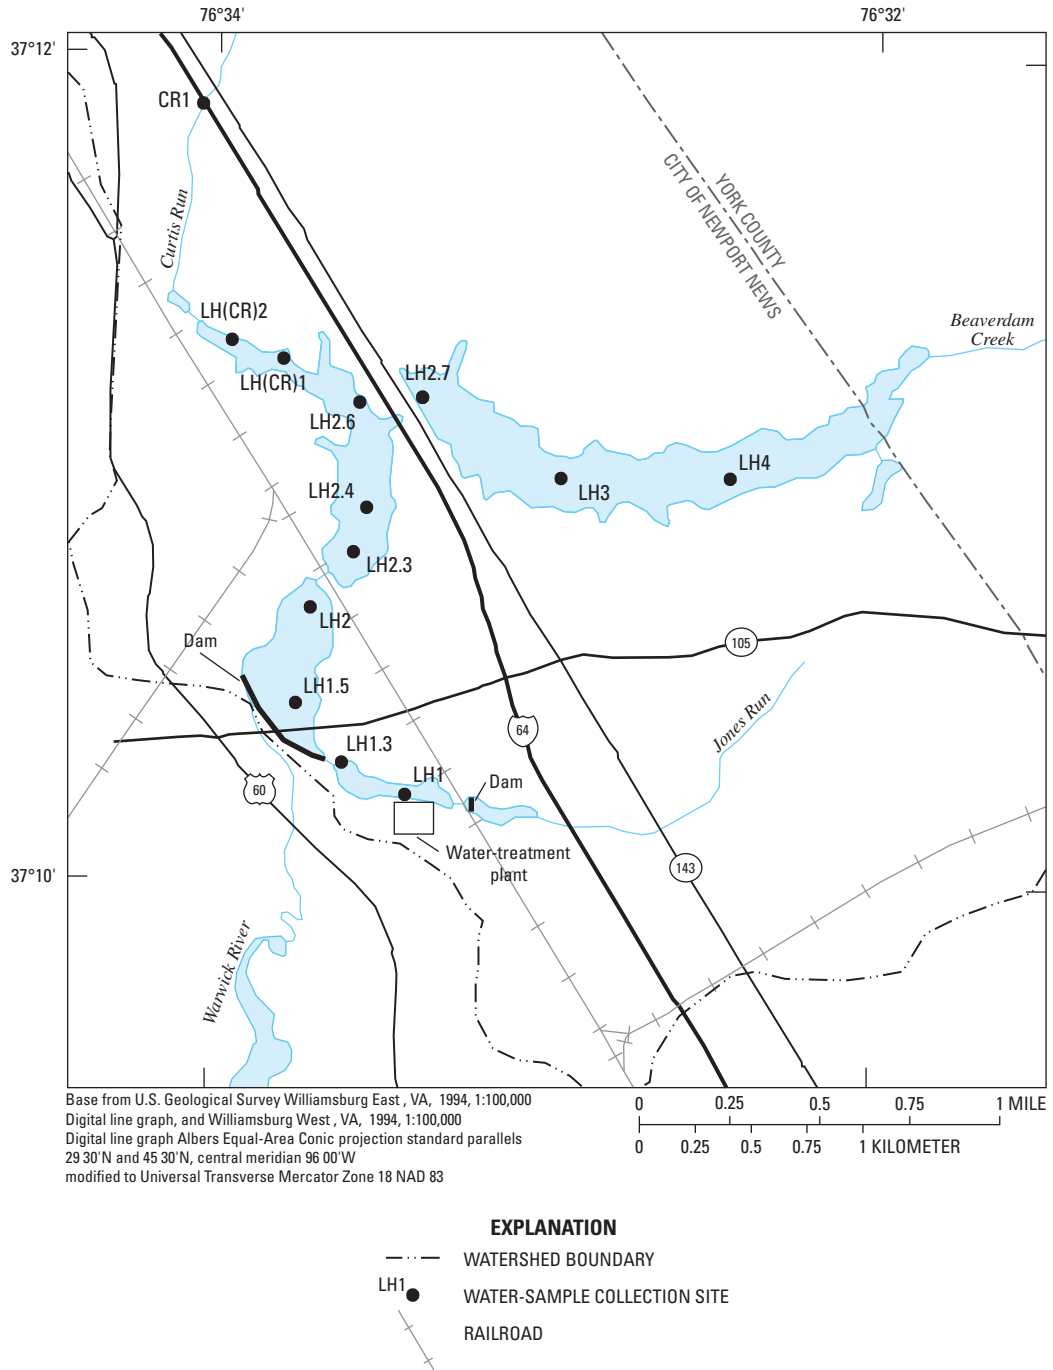 76°34'
76°32'
37°12'
CR1
YORK COUNTY
CITY OF NEWPORT NEWS
Curtis Run
LH(CR)2
Beaverdam
Creek
LH(CR)1
LH2.7
LH2.6
LH4
LH3
LH2.4
LH2.3
LH2
Dam
105
LH1.5
Jones Run
64
LH1.3
LH1
Dam
60
Water-treatment
plant
143
37°10'
Warwick River
Base from U.S. Geological Survey Williamsburg East , VA, 1994, 1:100,000
Digital line graph, and Williamsburg West , VA, 1994, 1:100,000
Digital line graph Albers Equal-Area Conic projection standard parallels
29 30'N and 45 30'N, central meridian 96 00'W
modified to Universal Transverse Mercator Zone 18 NAD 83
0 0.25 0.5 0.75 1 MILE
0 0.25 0.5 0.75 1 KILOMETER
EXPLANATION
WATERSHED BOUNDARY
LH1
WATER-SAMPLE COLLECTION SITE
RAILROAD